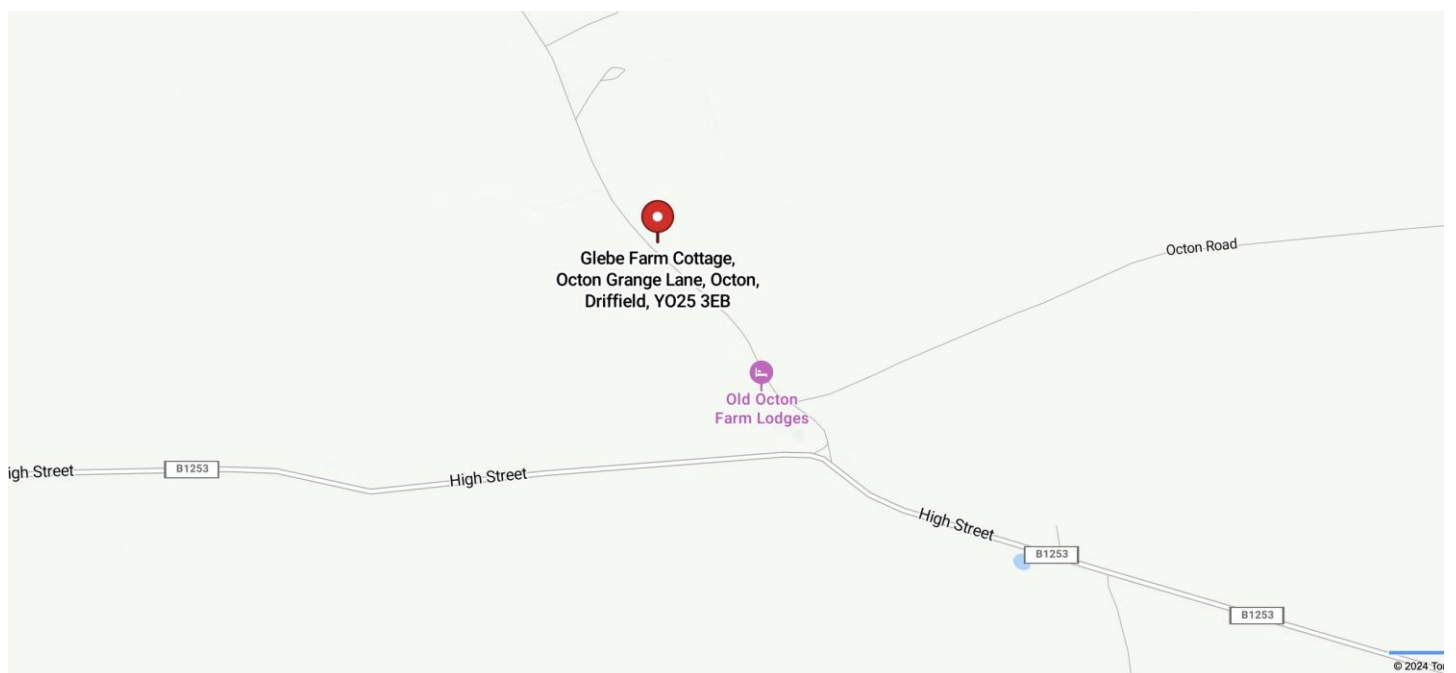 Glebe Farm Cottage,
Octon Grange Lane, Octon,
Driffield, YO25 3EB
Octon Road
Old Octon
Farm Lodges
igh Street
B1253
High Street
High Street
B1253
B1253
© 2024 Tom